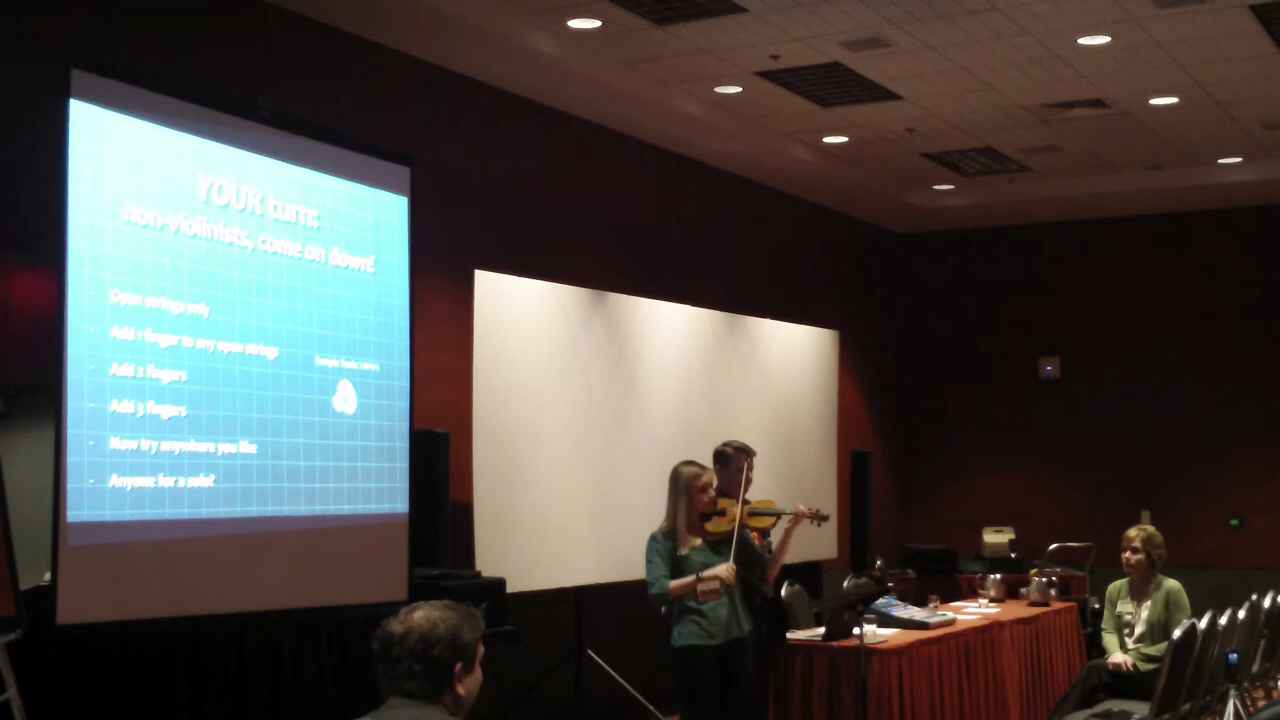 YOUR turn:
non-violinists, come on down!
Open strings only
Add 1 finger to any open strings
Add 2 fingers
Add 3 fingers
Now try anywhere you like
Anyone for a solo?